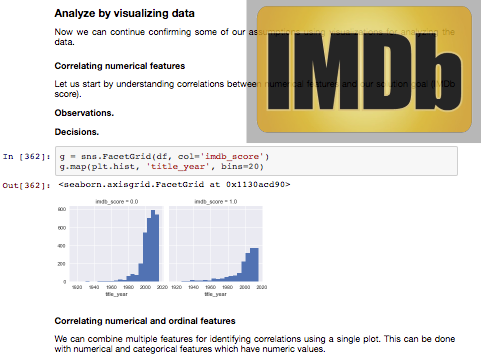 Analyze by visualizing data
Now we can continue confirming some of our assumptions using visualizations for analyzing the
data.
Correlating numerical features
Let us start by understanding correlations between numerical features and our solution goal (IMDb
score).
IMDb
Observations.
Decisions.
In [362]: g = sns.FacetGrid(df, col='imdb_score')
g.map(plt.hist, 'title_year', bins=20)
Out[362]: <seaborn.axisgrid.FacetGrid at 0x1130acd90>
imdb_score = 0.0 imdb_score = 1.0
800
600
400
200
0
1920 1940 1960 1980 2000 2020 1920 1940 1960 1980 2000 2020
title_year title_year
Correlating numerical and ordinal features
We can combine multiple features for identifying correlations using a single plot. This can be done
with numerical and categorical features which have numeric values.